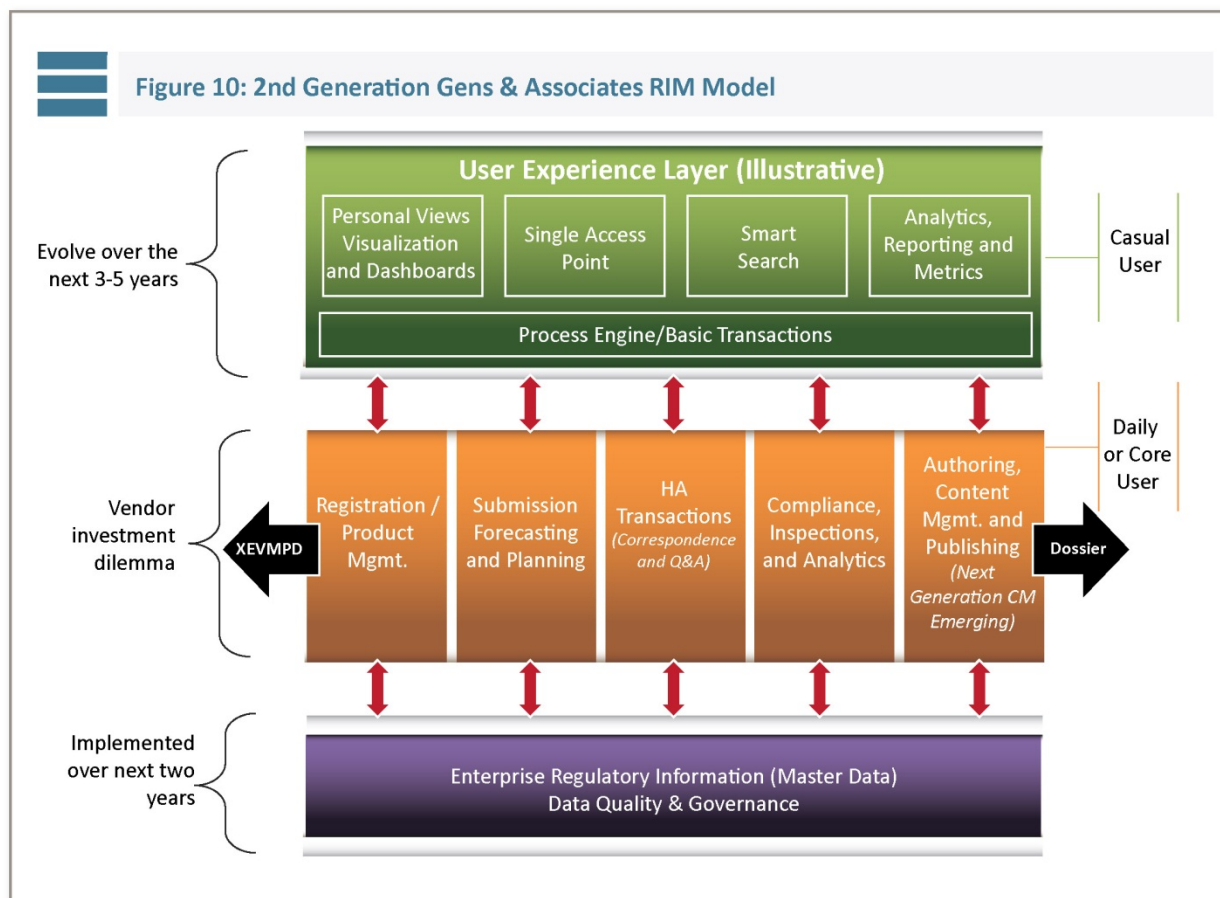 Figure 10: 2nd Generation Gens & Associates RIM Model
User Experience Layer (Illustrative)
Personal Views
Visualization
and Dashboards
Single Access
Point
Smart
Search
Analytics,
Reporting and
Metrics
Process Engine/Basic Transactions
Evolve over the
next 3-5 years
Casual
User
Daily
or Core
User
Vendor
investment
dilemma
XEVMPD
Registration /
Product
Mgmt.
Submission
Forecasting
and Planning
HA
Transactions
(Correspondence
and Q&A)
Compliance,
Inspections,
and Analytics
Authoring,
Content
Mgmt. and
Publishing
(Next
Generation CM
Emerging)
Dossier
Implemented
over next two
years
Enterprise Regulatory Information (Master Data)
Data Quality & Governance